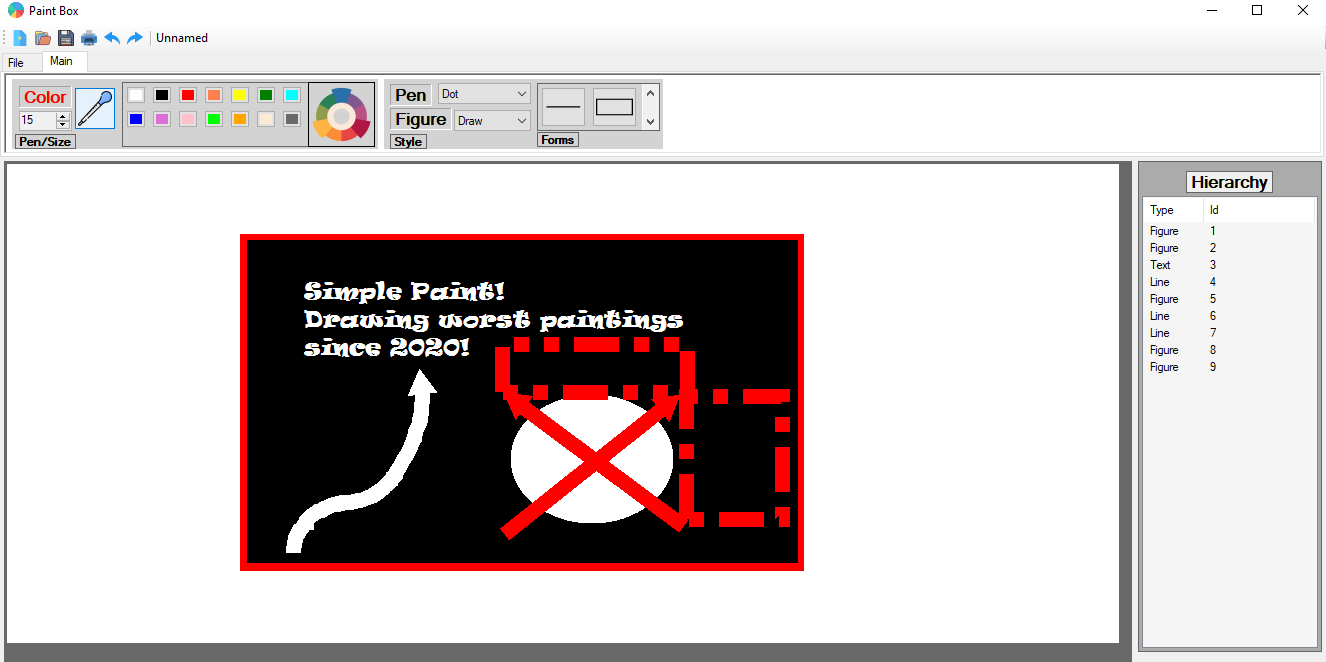 Paint Box
Unnamed
File
Main
Color
15
Pen/Size
Pen
Dot
Figure
Draw
Style
Forms
Simple Paint!
Drawing worst paintings
since 2020!
Hierarchy
Type Id
Figure 1
Figure 2
Text 3
Line 4
Figure 5
Line 6
Line 7
Figure 8
Figure 9